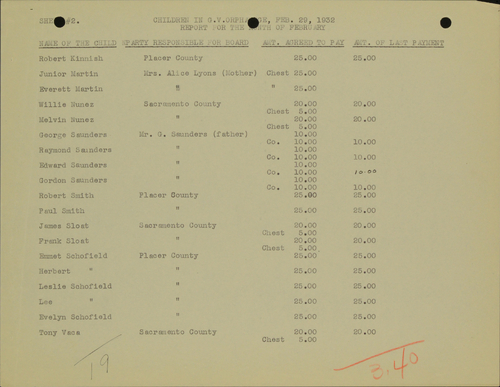 SHE #2. CHILDREN IN G.V.ORPHANAGE, FEB. 29, 1932
REPORT FOR THE MONTH OF FEBRUARY
NAME OF THE CHILD PARTY RESPONSIBLE FOR BOARD AMT. AGREED TO PAY AMT. OF LAST PAYMENT
Robert Kinnish Placer County 25.00 25.00
Junior Martin Mrs. Alice Lyons (Mother) Chest 25.00
Everett Martin " " 25.00
Willie Nunez Sacramento County 20.00 20.00
Chest 5.00
Melvin Nunez " 20.00 20.00
Chest 5.00
George Saunders Mr. G. Saunders (father) 10.00
Co. 10.00 10.00
Raymond Saunders " 10.00
Co. 10.00 10.00
Edward Saunders " 10.00
Co. 10.00 10.00
Gordon Saunders " 10.00
Co. 10.00 10.00
Robert Smith Placer County 25.00 25.00
Paul Smith " 25.00 25.00
James Sloat Sacramento County 20.00 20.00
Chest 5.00
Frank Sloat " 20.00 20.00
Chest 5.00
Emmet Schofield Placer County 25.00 25.00
Herbert " " 25.00 25.00
Leslie Schofield " 25.00 25.00
Lee " " 25.00 25.00
Evelyn Schofield " 25.00 25.00
Tony Vace Sacramento County 20.00 20.00
Chest 5.00
19 3.40